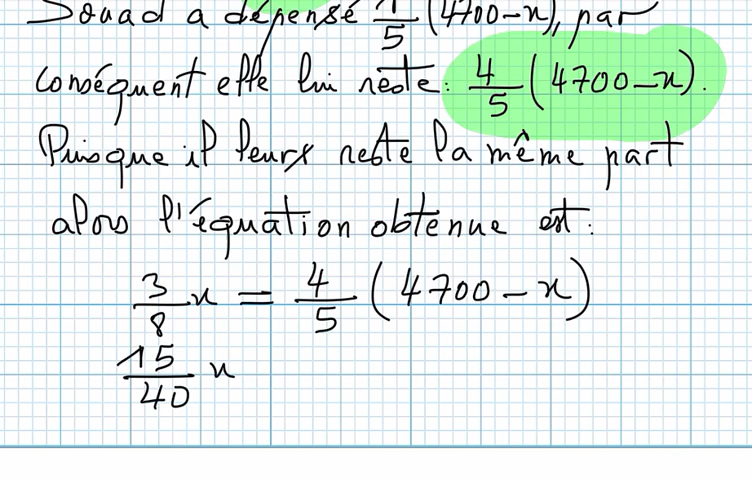 Souad a dépensé 1/5 (4700-x), par
conséquent elle lui reste: 4/5 (4700-x).
Puisque il leurs reste la même part
alors l'équation obtenue est:
3/8 x = 4/5 (4700-x)
15/40 x